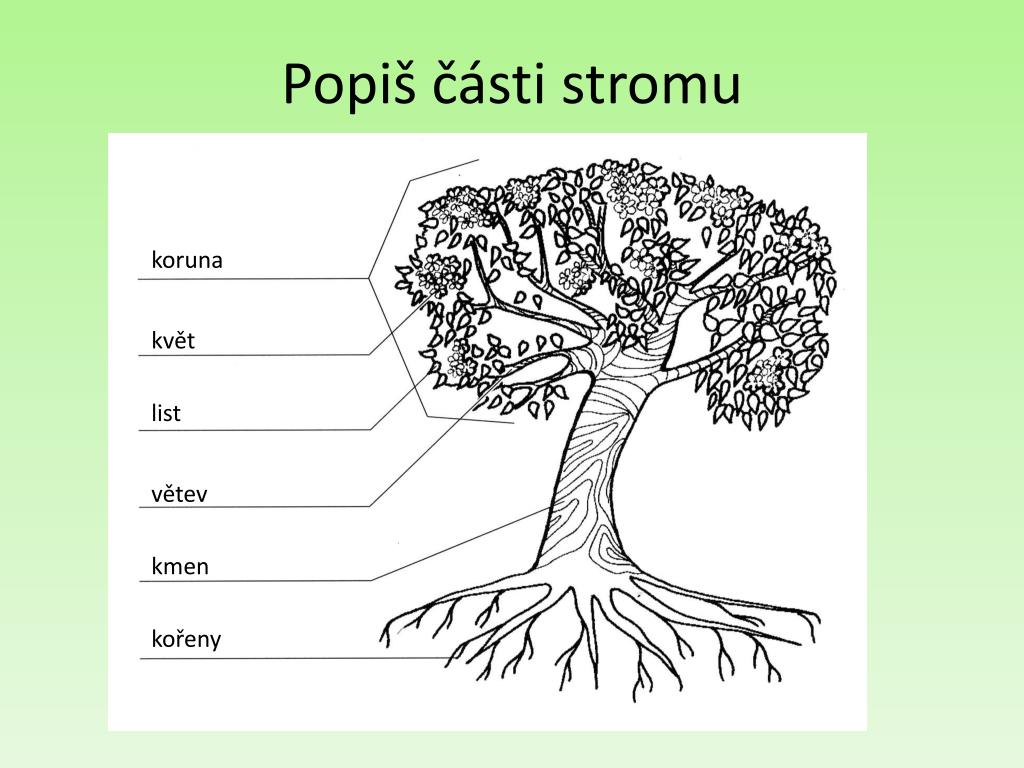 Popiš části stromu
koruna
květ
list
větev
kmen
kořeny